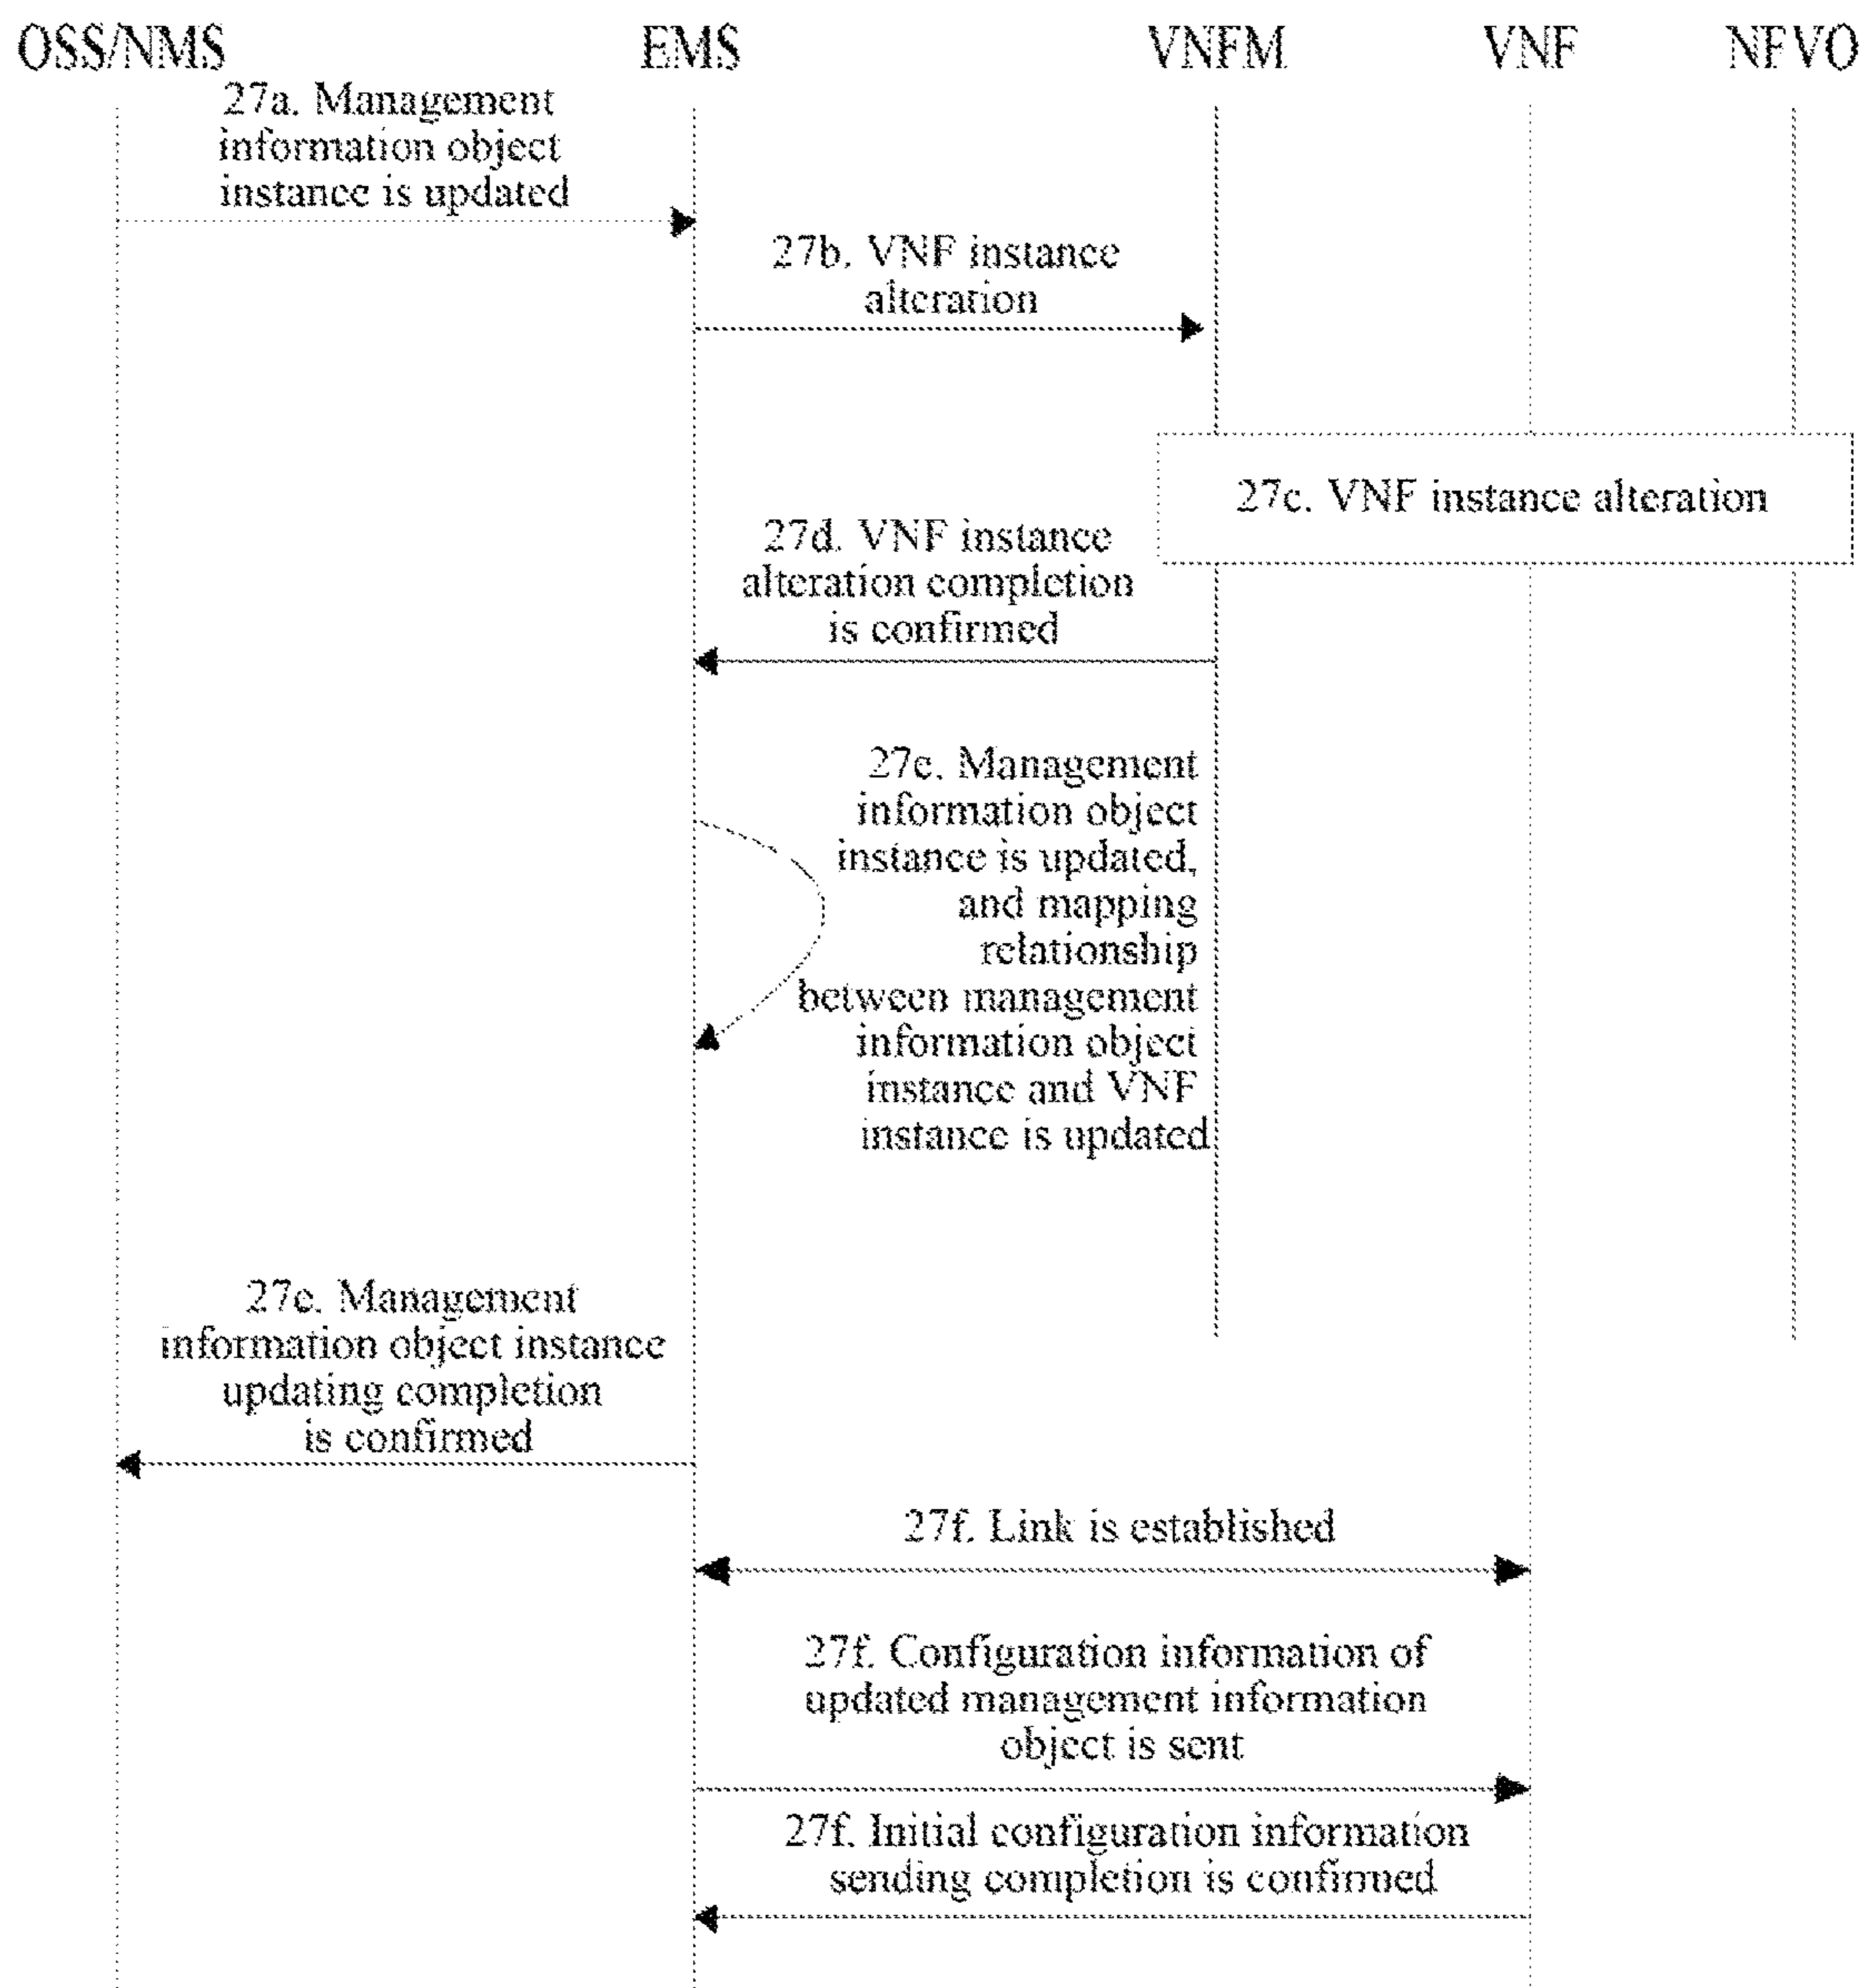 OSS/NMS EMS VNFM VNF NFVO
27a. Management
information object
instance is updated
27b. VNF instance
alteration
27c. VNF instance alteration
27d. VNF instance
alteration completion
is confirmed
27e. Management
information object
instance is updated,
and mapping
relationship
between management
information object
instance and VNF
instance is updated
27e. Management
information object instance
updating completion
is confirmed
27f. Link is established
27f. Configuration information of
updated management information
object is sent
27f. Initial configuration information
sending completion is confirmed